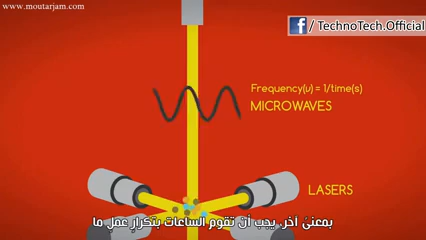 www.moutarjam.com
f/TechnoTech.Official
Frequency(υ) = 1/time(s)
MICROWAVES
LASERS
بمعنىً آخر، يجب أن تقوم الساعات بتكرار عمل ما